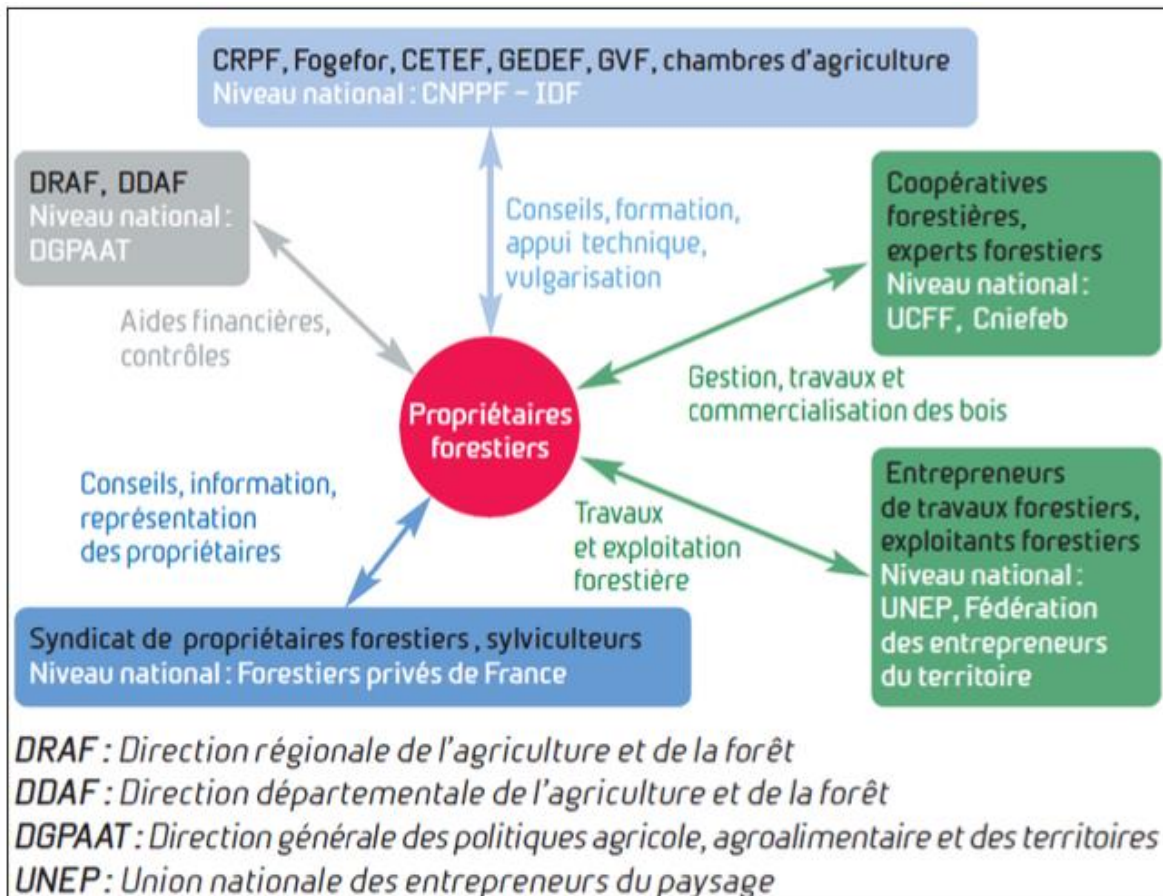 CRPF, Fogefor, CETEF, GEDEF, GVF, chambres d'agriculture
Niveau national : CNPPF – IDF
DRAF, DDAF
Niveau national :
DGPAAT
Coopératives
forestières,
experts forestiers
Niveau national :
UCFF, Cniefeb
Conseils, formation,
appui technique,
vulgarisation
Aides financières,
contrôles
Propriétaires
forestiers
Gestion, travaux et
commercialisation des bois
Conseils, information,
représentation
des propriétaires
Travaux
et exploitation
forestière
Entrepreneurs
de travaux forestiers,
exploitants forestiers
Niveau national :
UNEP, Fédération
des entrepreneurs
du territoire
Syndicat de propriétaires forestiers , sylviculteurs
Niveau national : Forestiers privés de France
DRAF : Direction régionale de l'agriculture et de la forêt
DDAF : Direction départementale de l'agriculture et de la forêt
DGPAAT : Direction générale des politiques agricole, agroalimentaire et des territoires
UNEP : Union nationale des entrepreneurs du paysage